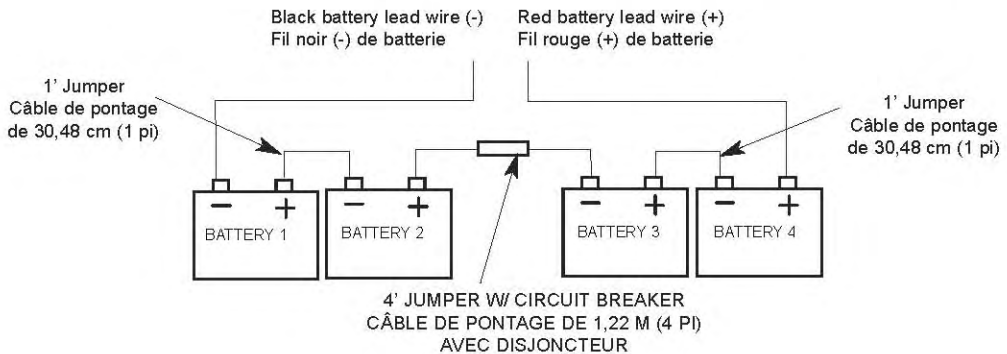 Black battery lead wire (-)
Fil noir (-) de batterie
Red battery lead wire (+)
Fil rouge (+) de batterie
1' Jumper
Câble de pontage
de 30,48 cm (1 pi)
1' Jumper
Câble de pontage
de 30,48 cm (1 pi)
− +
BATTERY 1
− +
BATTERY 2
− +
BATTERY 3
− +
BATTERY 4
4' JUMPER W/ CIRCUIT BREAKER
CÂBLE DE PONTAGE DE 1,22 M (4 PI)
AVEC DISJONCTEUR